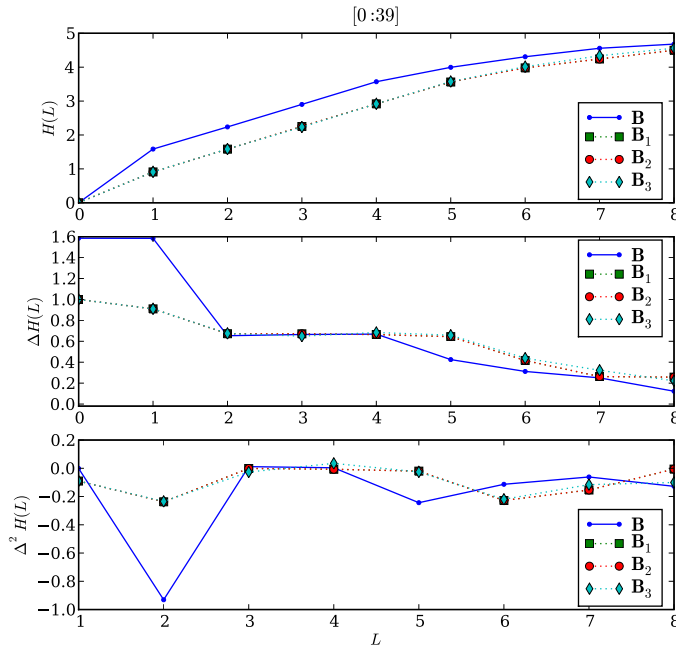 [0:39]
5
4
3
2
1
0
H(L)
0 1 2 3 4 5 6 7 8
B
B₁
B₂
B₃
1.6
1.4
1.2
1.0
0.8
0.6
0.4
0.2
0.0
ΔH(L)
0 1 2 3 4 5 6 7 8
B
B₁
B₂
B₃
0.2
0.0
−0.2
−0.4
−0.6
−0.8
−1.0
Δ² H(L)
1 2 3 4 5 6 7 8
L
B
B₁
B₂
B₃